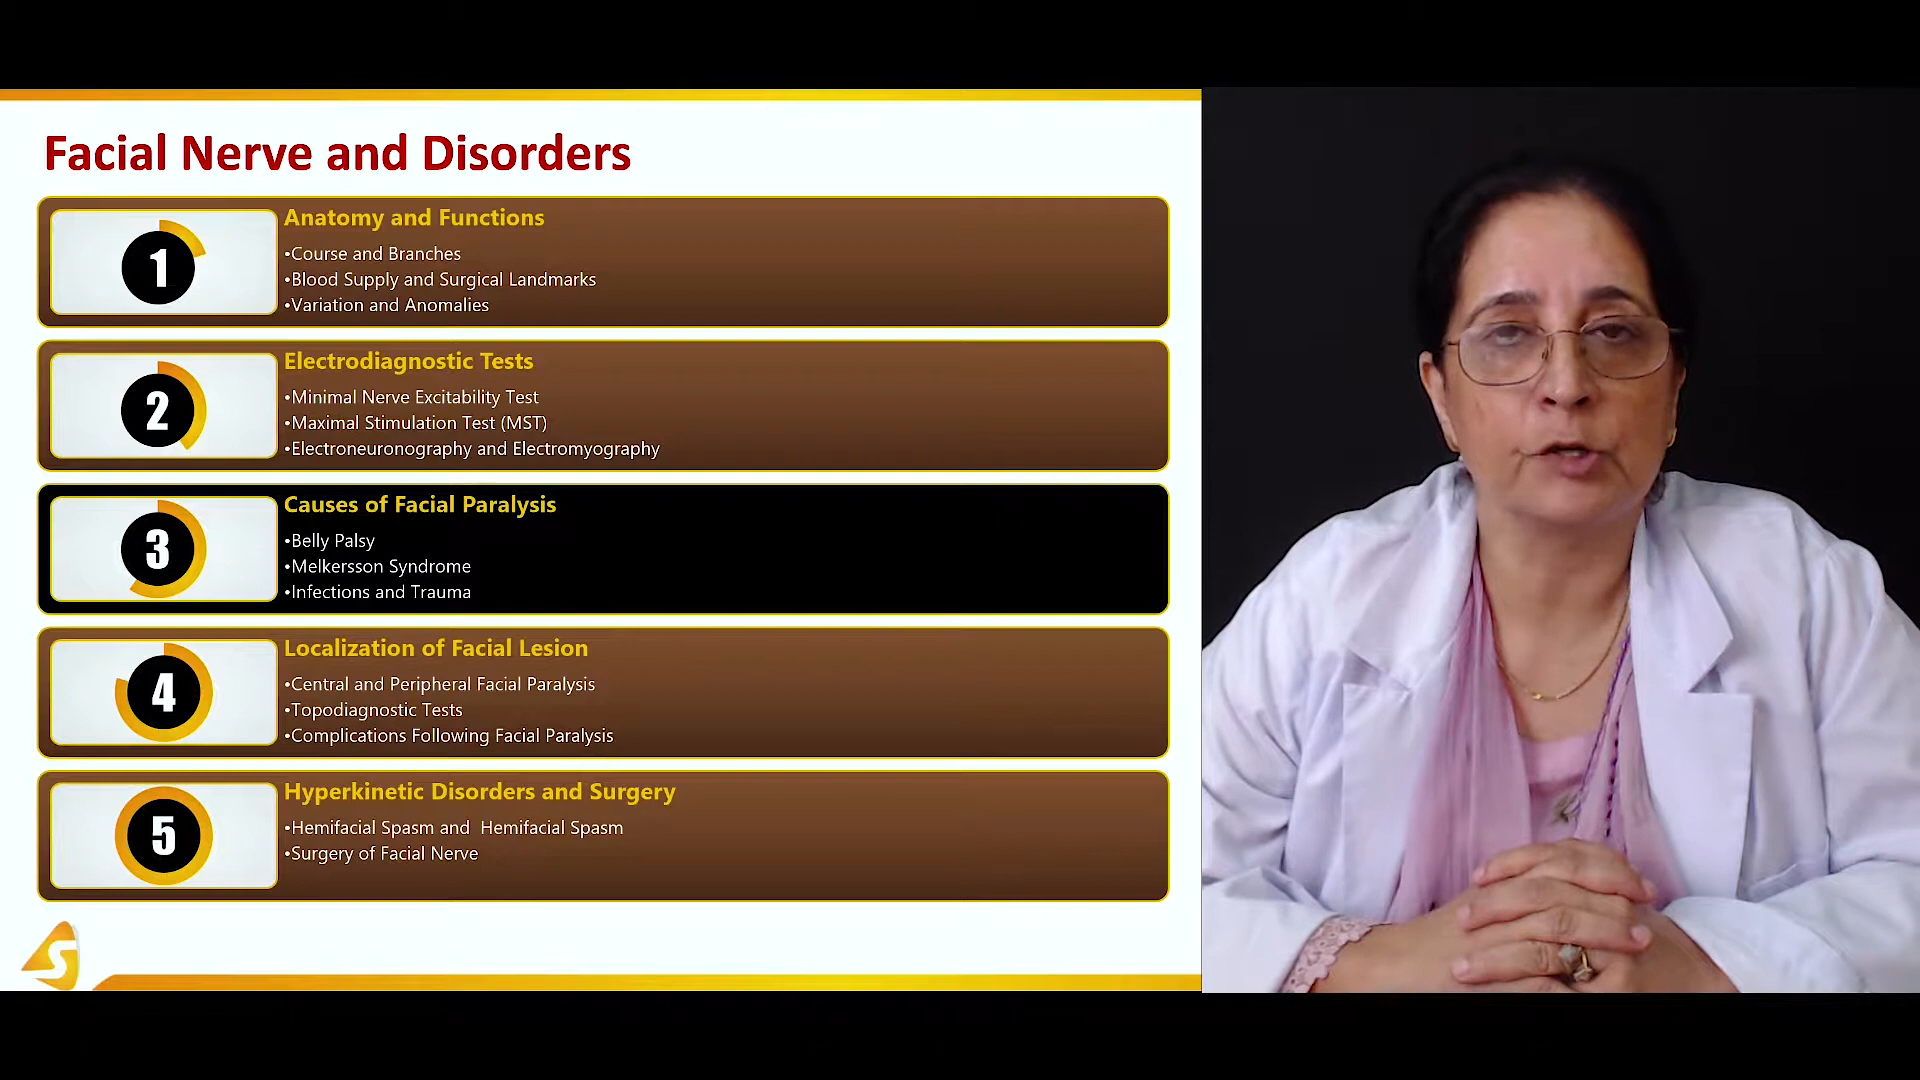 Facial Nerve and Disorders
1
Anatomy and Functions
•Course and Branches
•Blood Supply and Surgical Landmarks
•Variation and Anomalies
2
Electrodiagnostic Tests
•Minimal Nerve Excitability Test
•Maximal Stimulation Test (MST)
•Electroneuronography and Electromyography
3
Causes of Facial Paralysis
•Belly Palsy
•Melkersson Syndrome
•Infections and Trauma
4
Localization of Facial Lesion
•Central and Peripheral Facial Paralysis
•Topodiagnostic Tests
•Complications Following Facial Paralysis
5
Hyperkinetic Disorders and Surgery
•Hemifacial Spasm and  Hemifacial Spasm
•Surgery of Facial Nerve
S